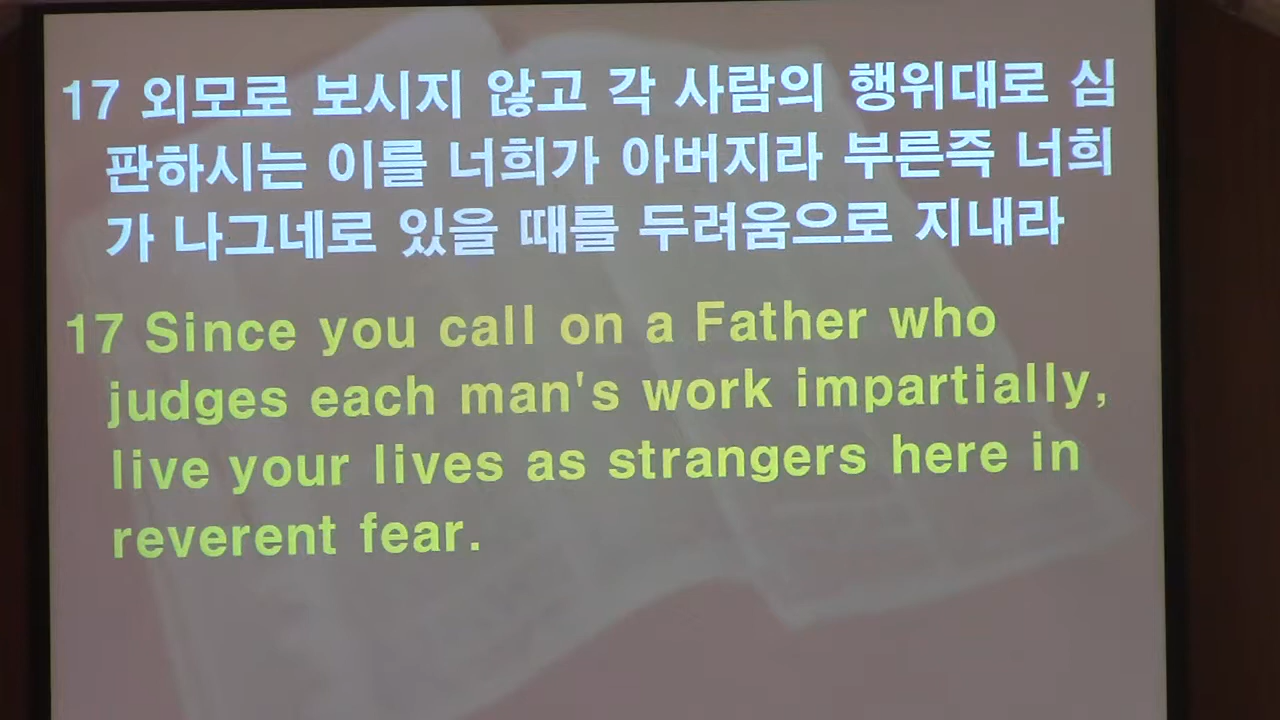 17 외모로 보시지 않고 각 사람의 행위대로 심
판하시는 이를 너희가 아버지라 부른즉 너희
가 나그네로 있을 때를 두려움으로 지내라
17 Since you call on a Father who
judges each man's work impartially,
live your lives as strangers here in
reverent fear.